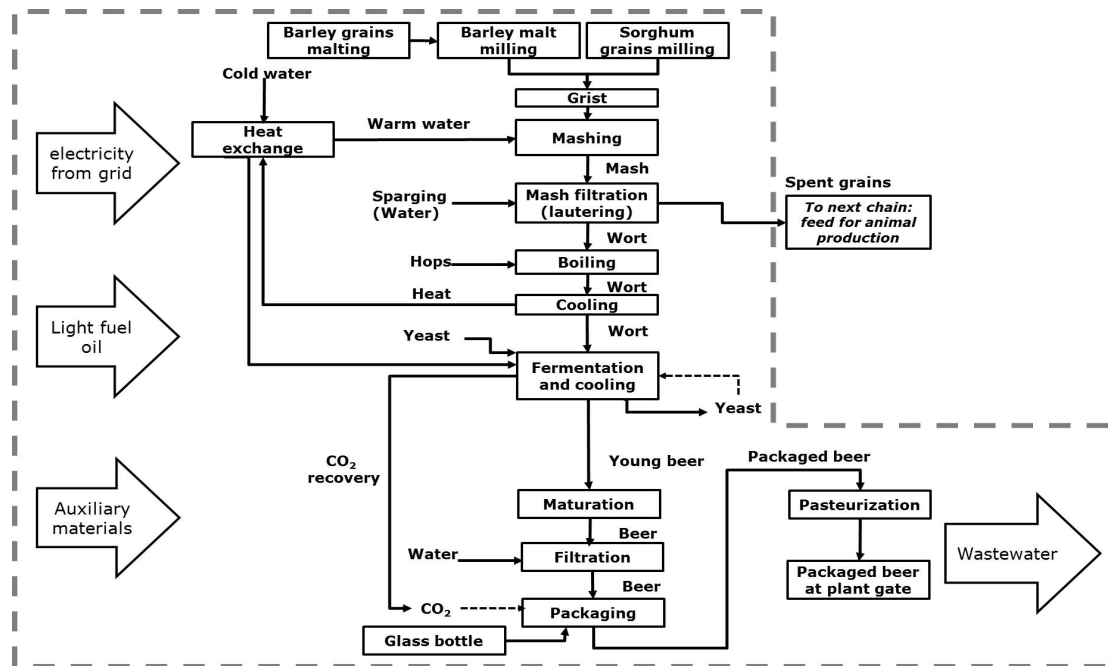 Barley grains
malting
Barley malt
milling
Sorghum
grains milling
Cold water
Grist
Heat
exchange
Warm water
Mashing
electricity
from grid
Mash
Sparging
(Water)
Mash filtration
(lautering)
Spent grains
To next chain:
feed for animal
production
Wort
Hops
Boiling
Wort
Heat
Cooling
Light fuel
oil
Yeast
Wort
Fermentation
and cooling
Yeast
CO₂
recovery
Young beer
Packaged beer
Auxiliary
materials
Maturation
Pasteurization
Beer
Water
Filtration
Wastewater
Beer
Packaged beer
at plant gate
CO₂
Packaging
Glass bottle